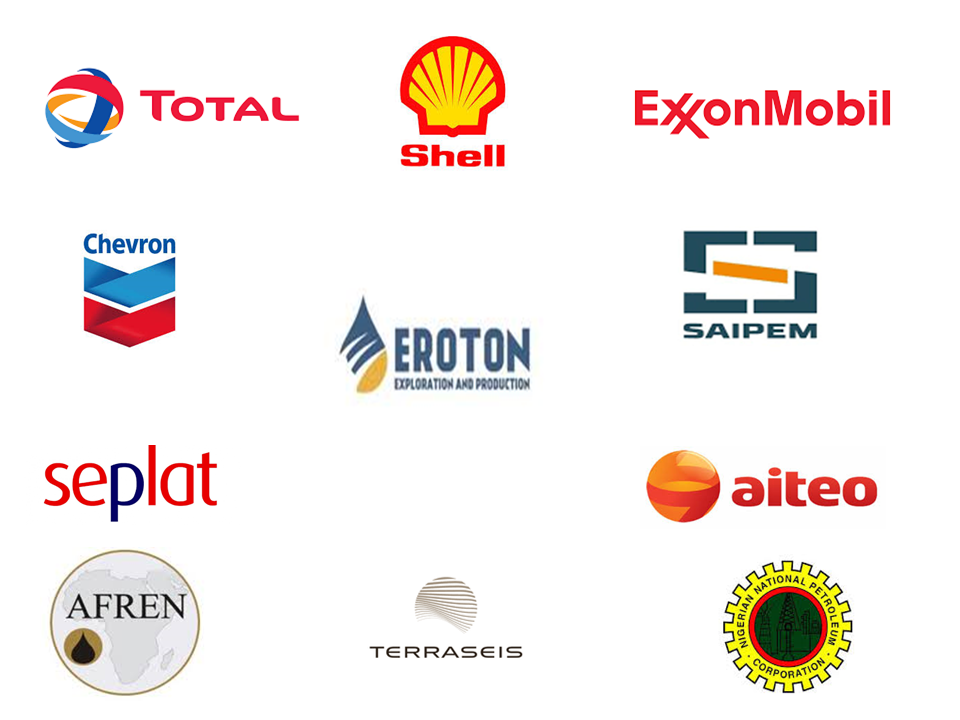 TOTAL
Shell
ExxonMobil
Chevron
SAIPEM
EROTON
EXPLORATION AND PRODUCTION
seplat
aiteo
AFREN
TERRASEIS
NIGERIAN NATIONAL PETROLEUM
· CORPORATION ·